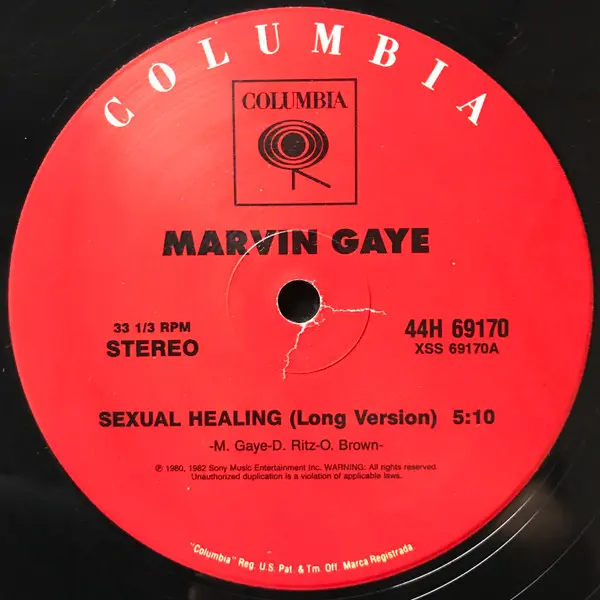 COLUMBIA
COLUMBIA
MARVIN GAYE
33 1/3 RPM
STEREO
44H 69170
XSS 69170A
SEXUAL HEALING (Long Version) 5:10
-M. Gaye-D. Ritz-O. Brown-
℗ 1980, 1982 Sony Music Entertainment Inc. WARNING: All rights reserved.
Unauthorized duplication is a violation of applicable laws.
"Columbia" Reg. U.S. Pat. & Tm. Off. Marca Registrada.